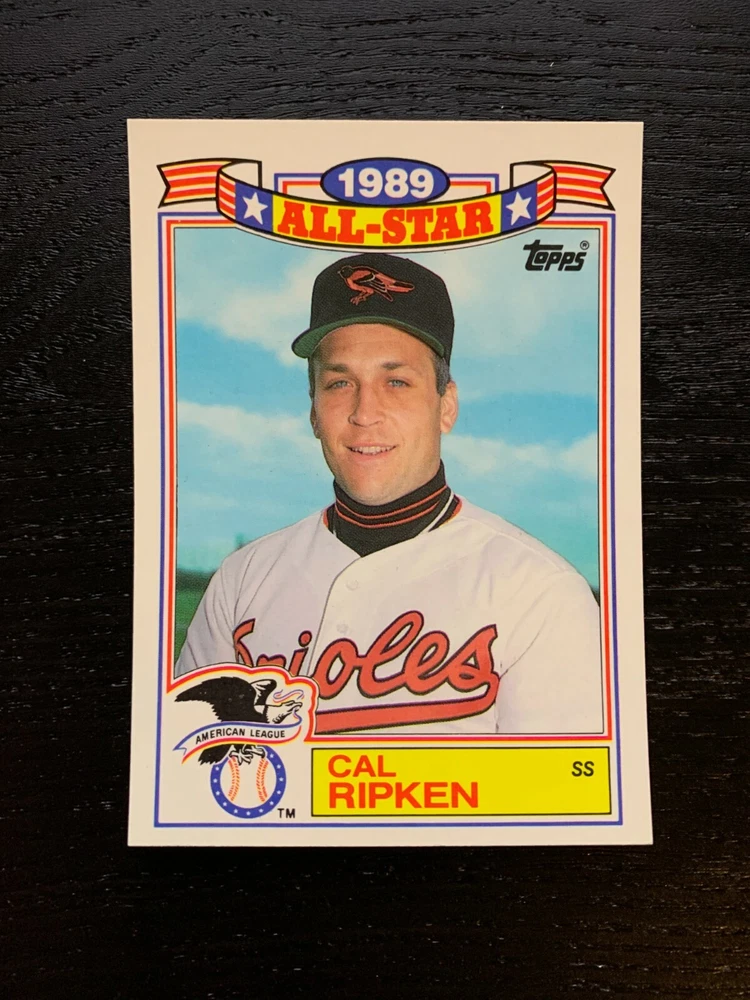 1989
ALL-STAR
topps®
Orioles
AMERICAN LEAGUE
TM
CAL
RIPKEN
SS